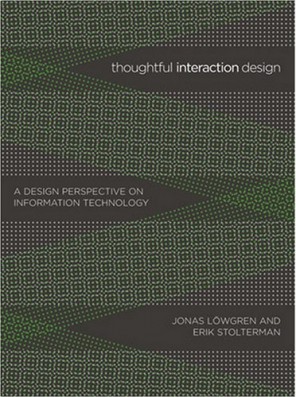 thoughtful interaction design
A DESIGN PERSPECTIVE ON
INFORMATION TECHNOLOGY
JONAS LÖWGREN AND
ERIK STOLTERMAN